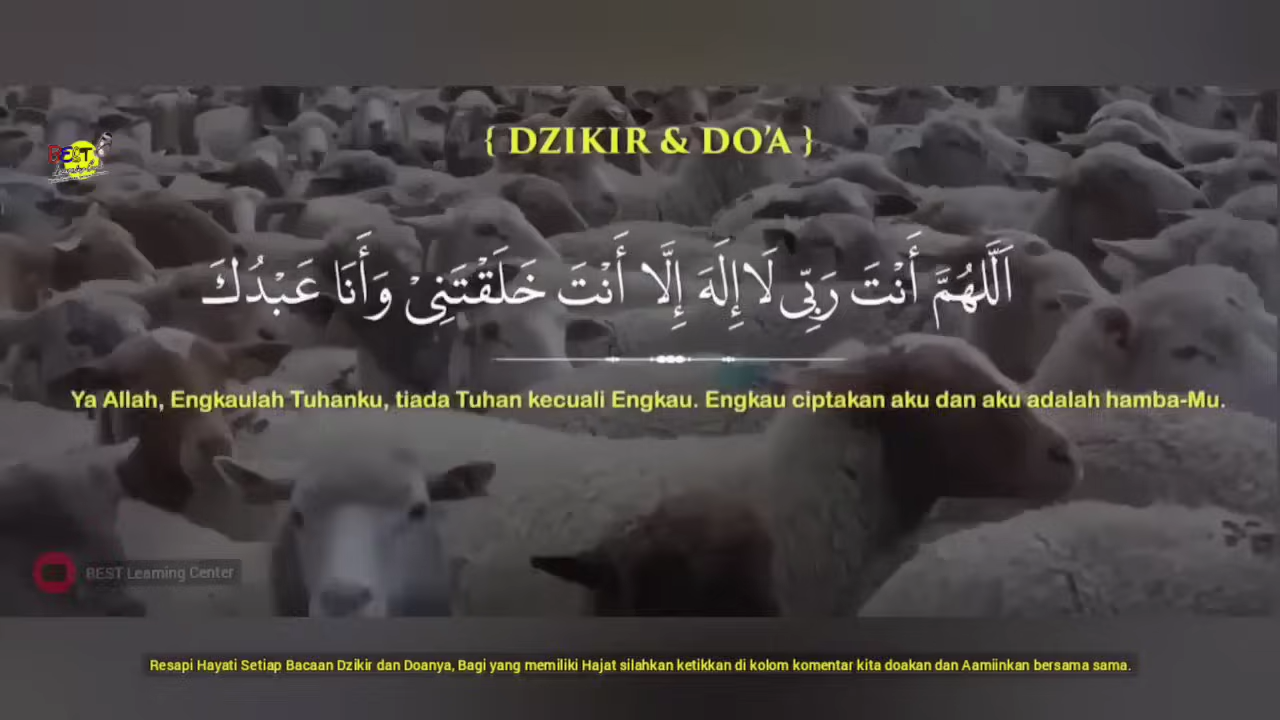 { DZIKIR & DO’A }
BEST
اَللَّهُمَّ أَنْتَ رَبِّى لَا إِلَهَ إِلَّا أَنْتَ خَلَقْتَنِىْ وَأَنَا عَبْدُكَ
Ya Allah, Engkaulah Tuhanku, tiada Tuhan kecuali Engkau. Engkau ciptakan aku dan aku adalah hamba-Mu.
BEST Learning Center
Resapi Hayati Setiap Bacaan Dzikir dan Doanya, Bagi yang memiliki Hajat silahkan ketikkan di kolom komentar kita doakan dan Aamiinkan bersama sama.